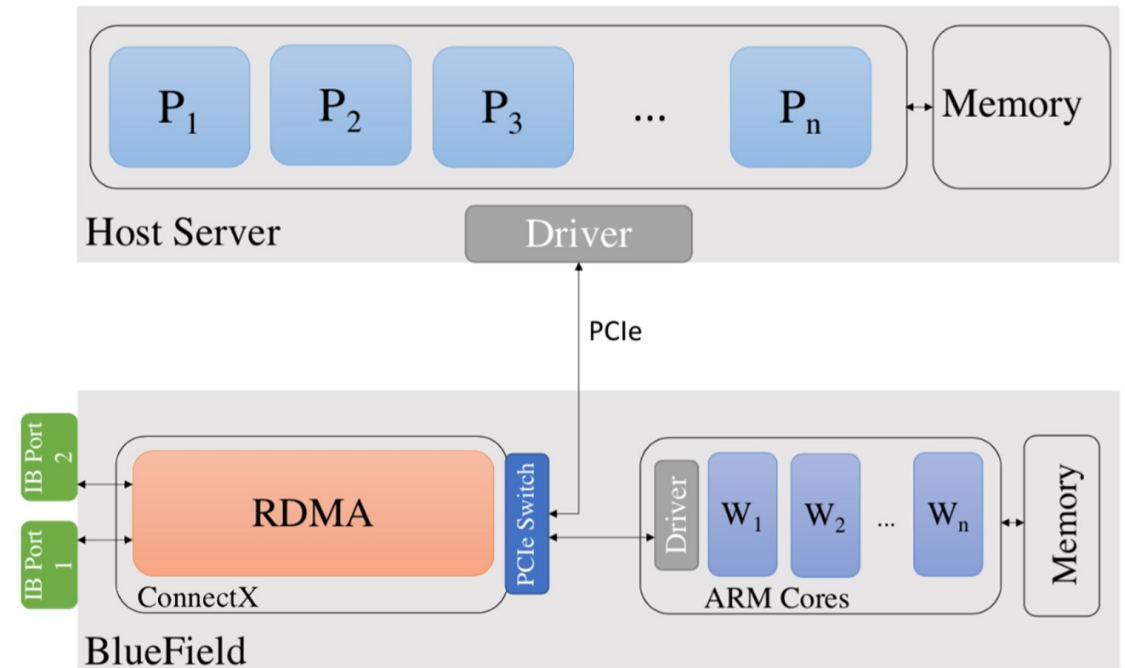 P₁ P₂ P₃ ... Pₙ
Memory
Host Server
Driver
PCIe
IB Port
2
IB Port
1
RDMA
ConnectX
PCIe Switch
Driver
W₁ W₂ ... Wₙ
ARM Cores
Memory
BlueField